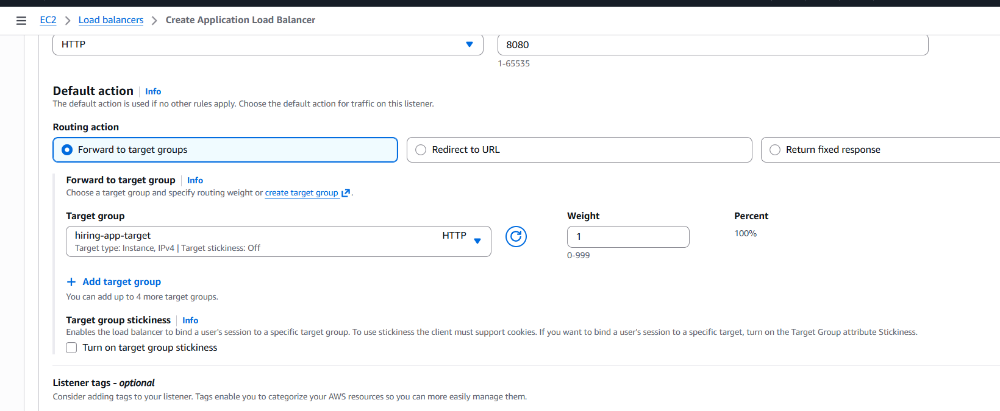 EC2 > Load balancers > Create Application Load Balancer
HTTP 8080
1-65535
Default action Info
The default action is used if no other rules apply. Choose the default action for traffic on this listener.
Routing action
Forward to target groups Redirect to URL Return fixed response
Forward to target group Info
Choose a target group and specify routing weight or create target group .
Target group Weight Percent
hiring-app-target HTTP 1 100%
Target type: Instance, IPv4 | Target stickiness: Off
0-999
+ Add target group
You can add up to 4 more target groups.
Target group stickiness Info
Enables the load balancer to bind a user's session to a specific target group. To use stickiness the client must support cookies. If you want to bind a user's session to a specific target, turn on the Target Group attribute Stickiness.
Turn on target group stickiness
Listener tags - optional
Consider adding tags to your listener. Tags enable you to categorize your AWS resources so you can more easily manage them.